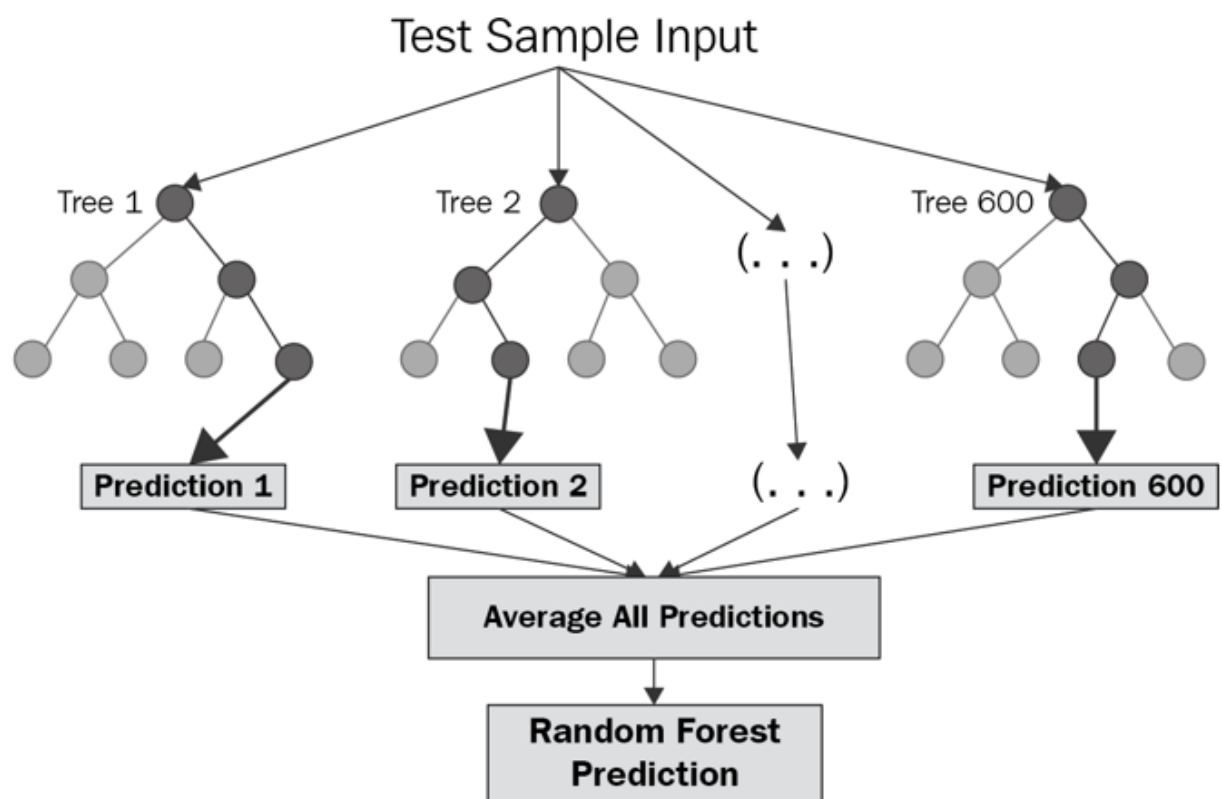 Test Sample Input
Tree 1
Tree 2
Tree 600
(. . .)
Prediction 1
Prediction 2
(. . .)
Prediction 600
Average All Predictions
Random Forest
Prediction